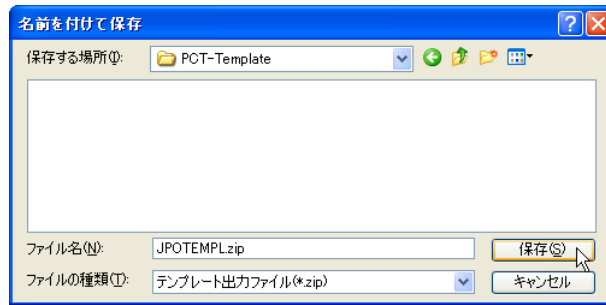 名前を付けて保存
保存する場所(I): PCT-Template
ファイル名(N): JPOTEMPL.zip 保存(S)
ファイルの種類(T): テンプレート出力ファイル(*.zip) キャンセル